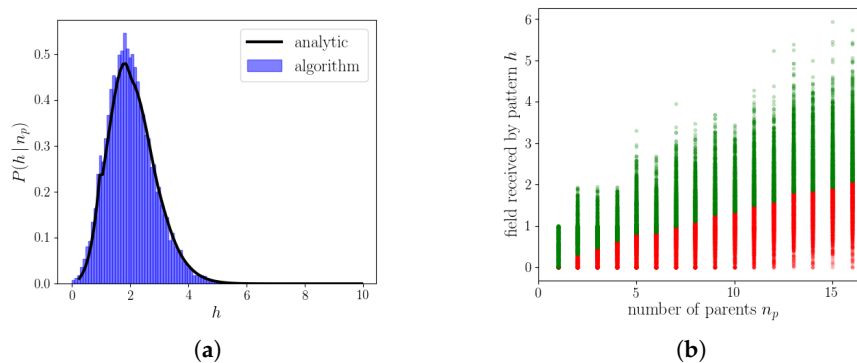 0.5
0.4
0.3
0.2
0.1
0.0
P(h | n_p)
analytic
algorithm
0 2 4 6 8 10
h
(a)
6
5
4
3
2
1
0
field received by pattern h
0 5 10 15
number of parents n_p
(b)